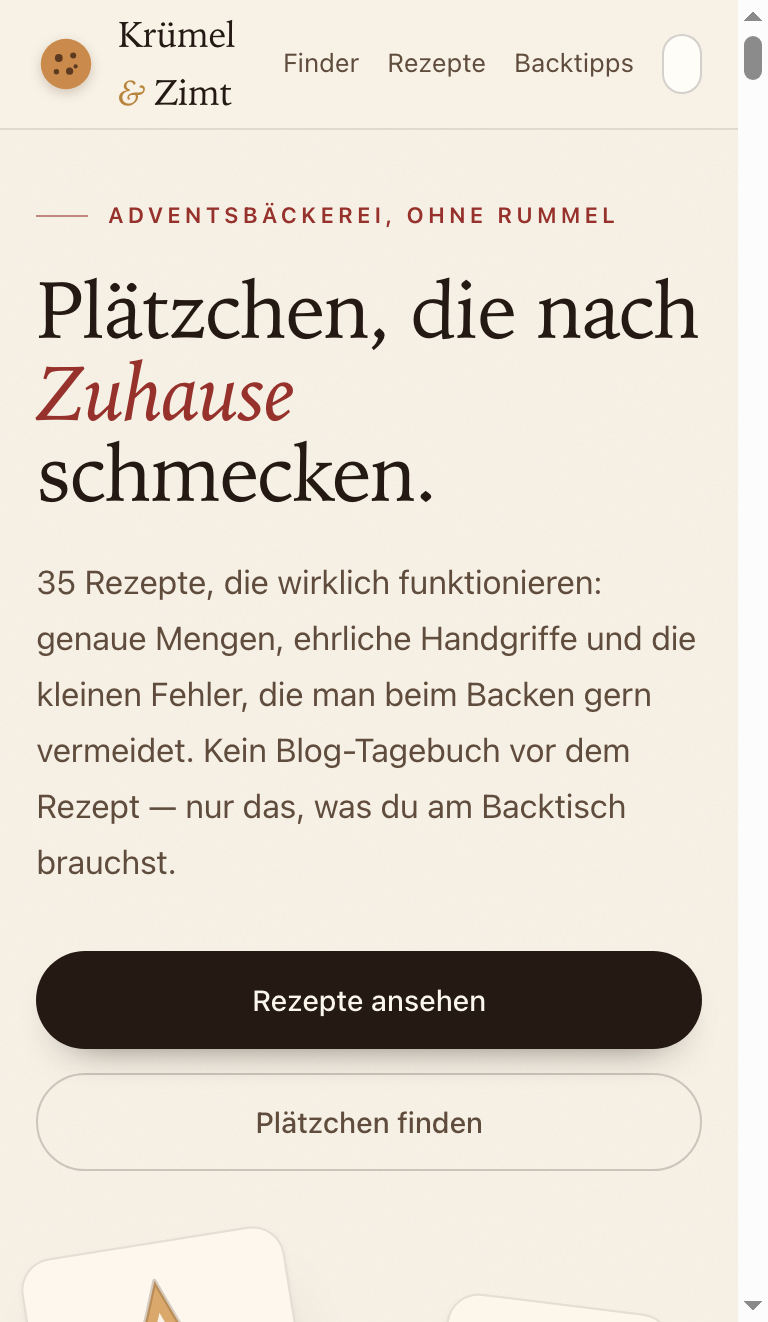 Krümel
& Zimt
Finder Rezepte Backtipps
ADVENTSBÄCKEREI, OHNE RUMMEL
Plätzchen, die nach
Zuhause
schmecken.
35 Rezepte, die wirklich funktionieren:
genaue Mengen, ehrliche Handgriffe und die
kleinen Fehler, die man beim Backen gern
vermeidet. Kein Blog-Tagebuch vor dem
Rezept — nur das, was du am Backtisch
brauchst.
Rezepte ansehen
Plätzchen finden